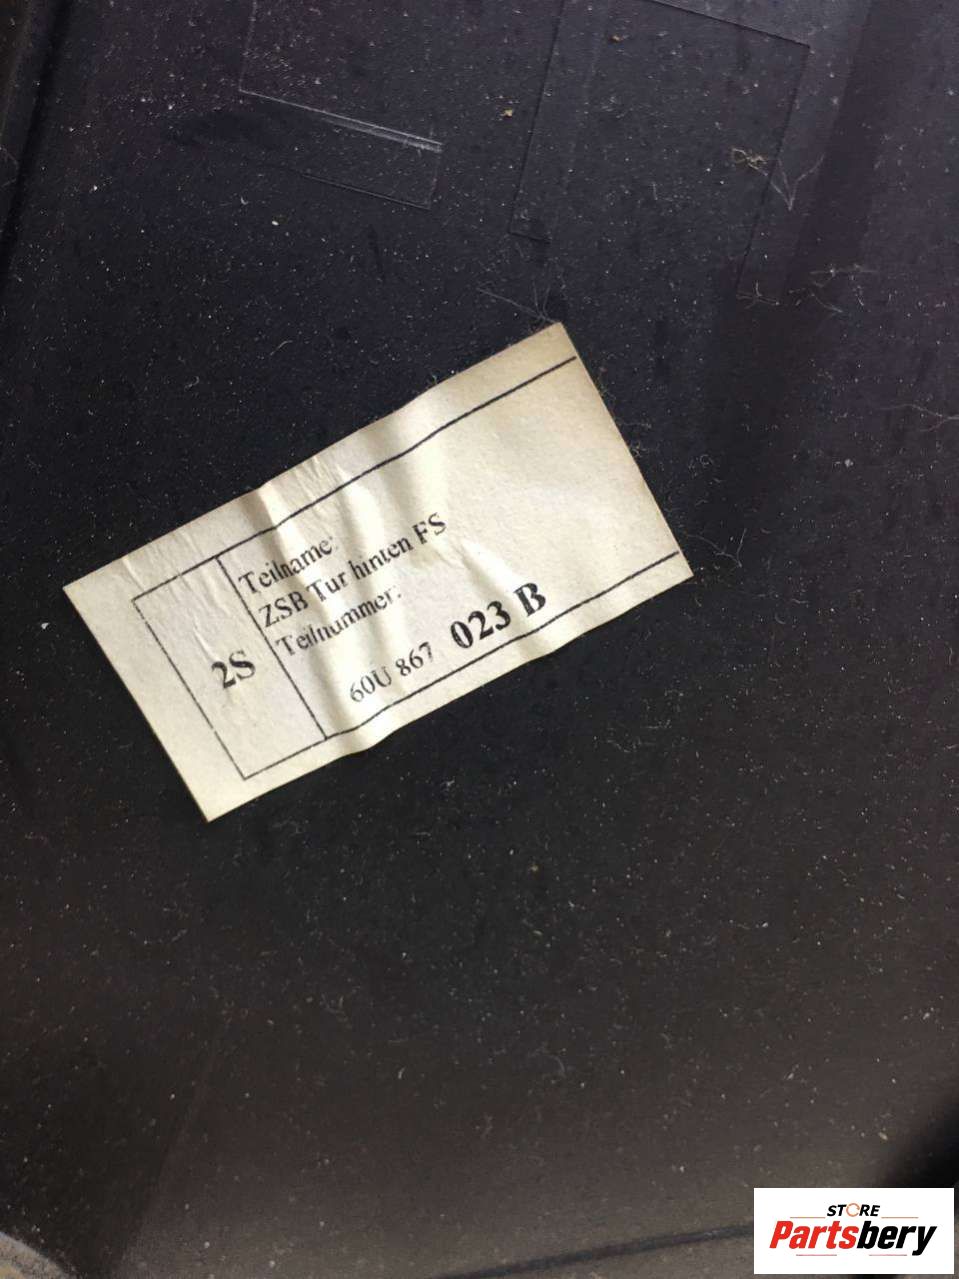 2S
Teilname:
ZSB Tur hinten FS
Teilnummer:
60U 867 023 B
STORE
Partsbery